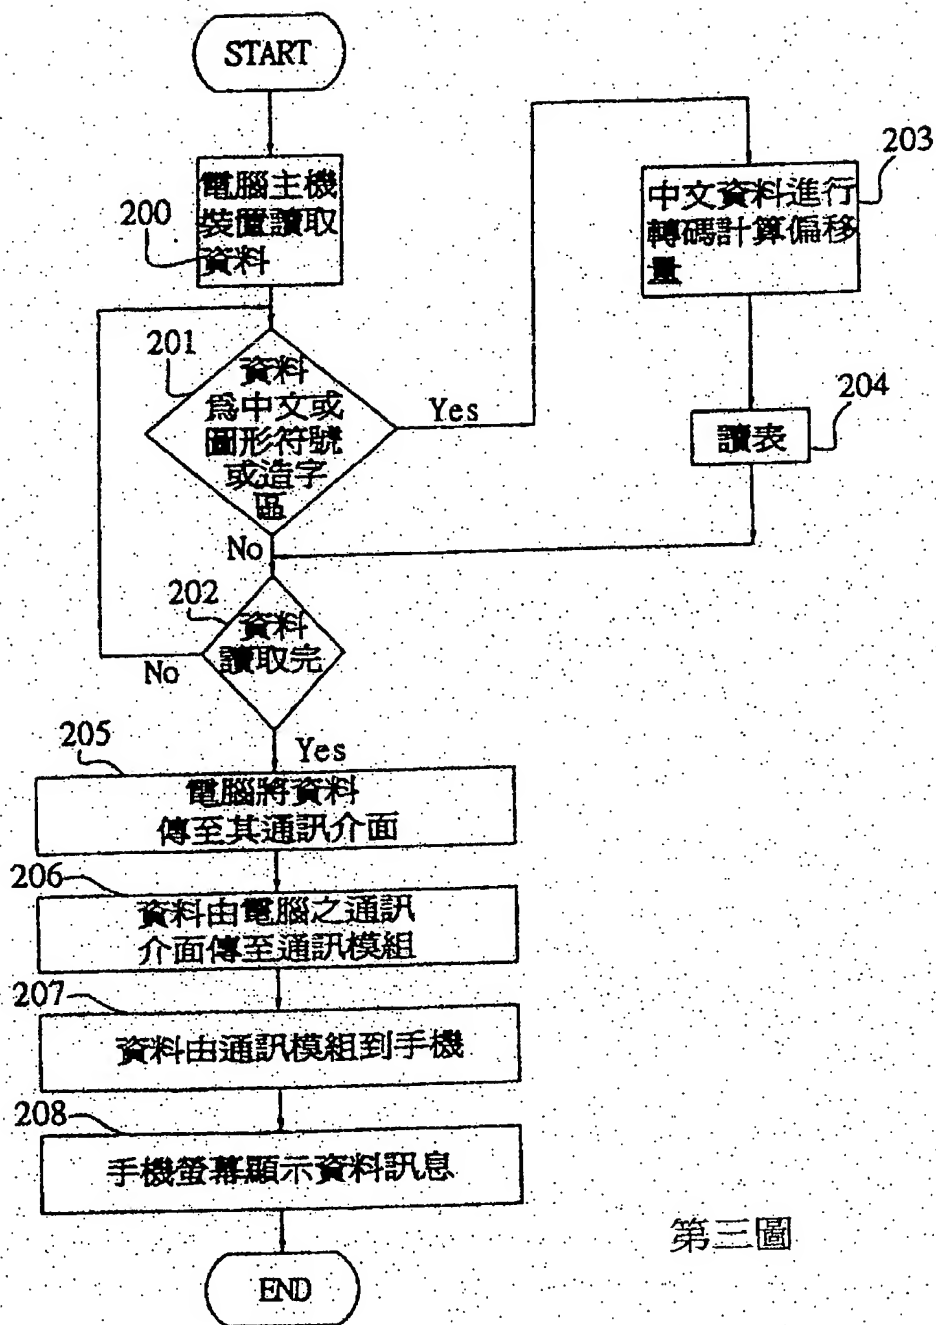 START
200
電腦主機
裝置讀取
資料
201
資料
為中文或
圖形符號
或造字
區
Yes
203
中文資料進行
轉碼計算偏移
量
204
讀表
No
202
資料
讀取完
No
Yes
205
電腦將資料
傳至其通訊介面
206
資料由電腦之通訊
介面傳至通訊模組
207
資料由通訊模組到手機
208
手機螢幕顯示資料訊息
END
第三圖